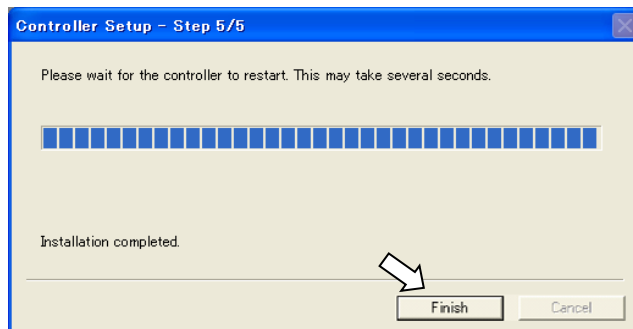 Controller Setup - Step 5/5
Please wait for the controller to restart. This may take several seconds.
Installation completed.
Finish
Cancel